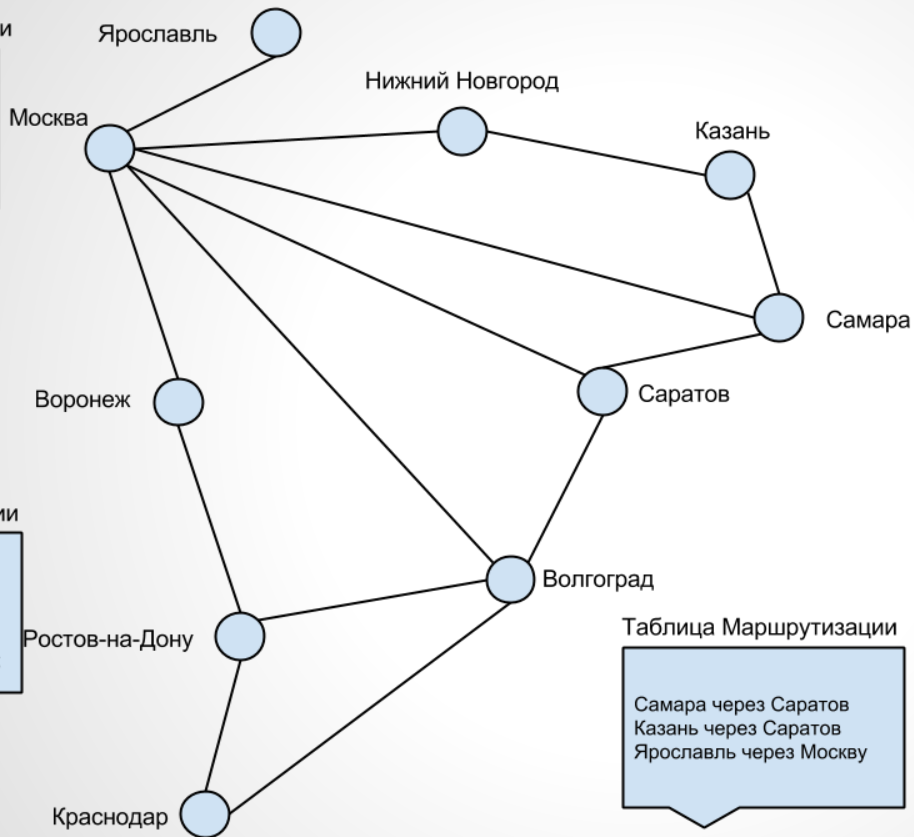 Ярославль
Нижний Новгород
Москва
Казань
Самара
Саратов
Воронеж
Волгоград
Ростов-на-Дону
Краснодар
Таблица Маршрутизации
Самара через Саратов
Казань через Саратов
Ярославль через Москву